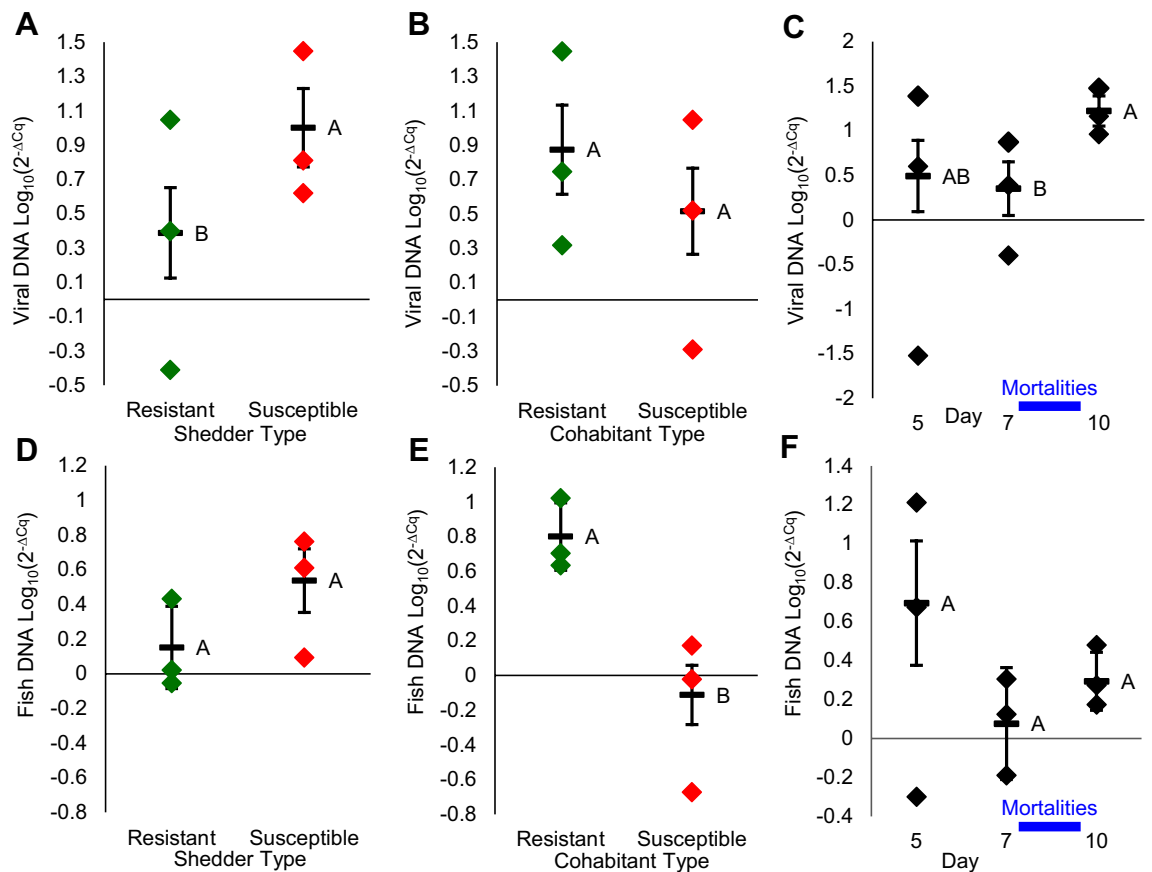 A
Viral DNA Log10(2-ΔCq)
1.5
1.3
1.1
0.9
0.7
0.5
0.3
0.1
-0.1
-0.3
-0.5
B
A
Resistant Susceptible
Shedder Type
B
Viral DNA Log10(2-ΔCq)
1.5
1.3
1.1
0.9
0.7
0.5
0.3
0.1
-0.1
-0.3
-0.5
A
A
Resistant Susceptible
Cohabitant Type
C
Viral DNA Log10(2-ΔCq)
2
1.5
1
0.5
0
-0.5
-1
-1.5
-2
AB
B
A
Mortalities
5 Day 7 10
D
Fish DNA Log10(2-ΔCq)
1.2
1
0.8
0.6
0.4
0.2
0
-0.2
-0.4
-0.6
-0.8
A
A
Resistant Susceptible
Shedder Type
E
Fish DNA Log10(2-ΔCq)
1.2
1
0.8
0.6
0.4
0.2
0
-0.2
-0.4
-0.6
-0.8
A
B
Resistant Susceptible
Cohabitant Type
F
Fish DNA Log10(2-ΔCq)
1.4
1.2
1
0.8
0.6
0.4
0.2
0
-0.2
-0.4
A
A
A
Mortalities
5 7 10
Day